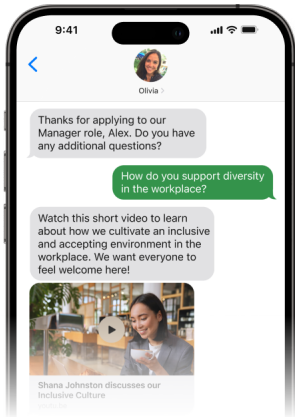 9:41
Olivia
Thanks for applying to our
Manager role, Alex. Do you have
any additional questions?
How do you support diversity
in the workplace?
Watch this short video to learn
about how we cultivate an inclusive
and accepting environment in the
workplace. We want everyone to
feel welcome here!
Shana Johnston discusses our
Inclusive Culture